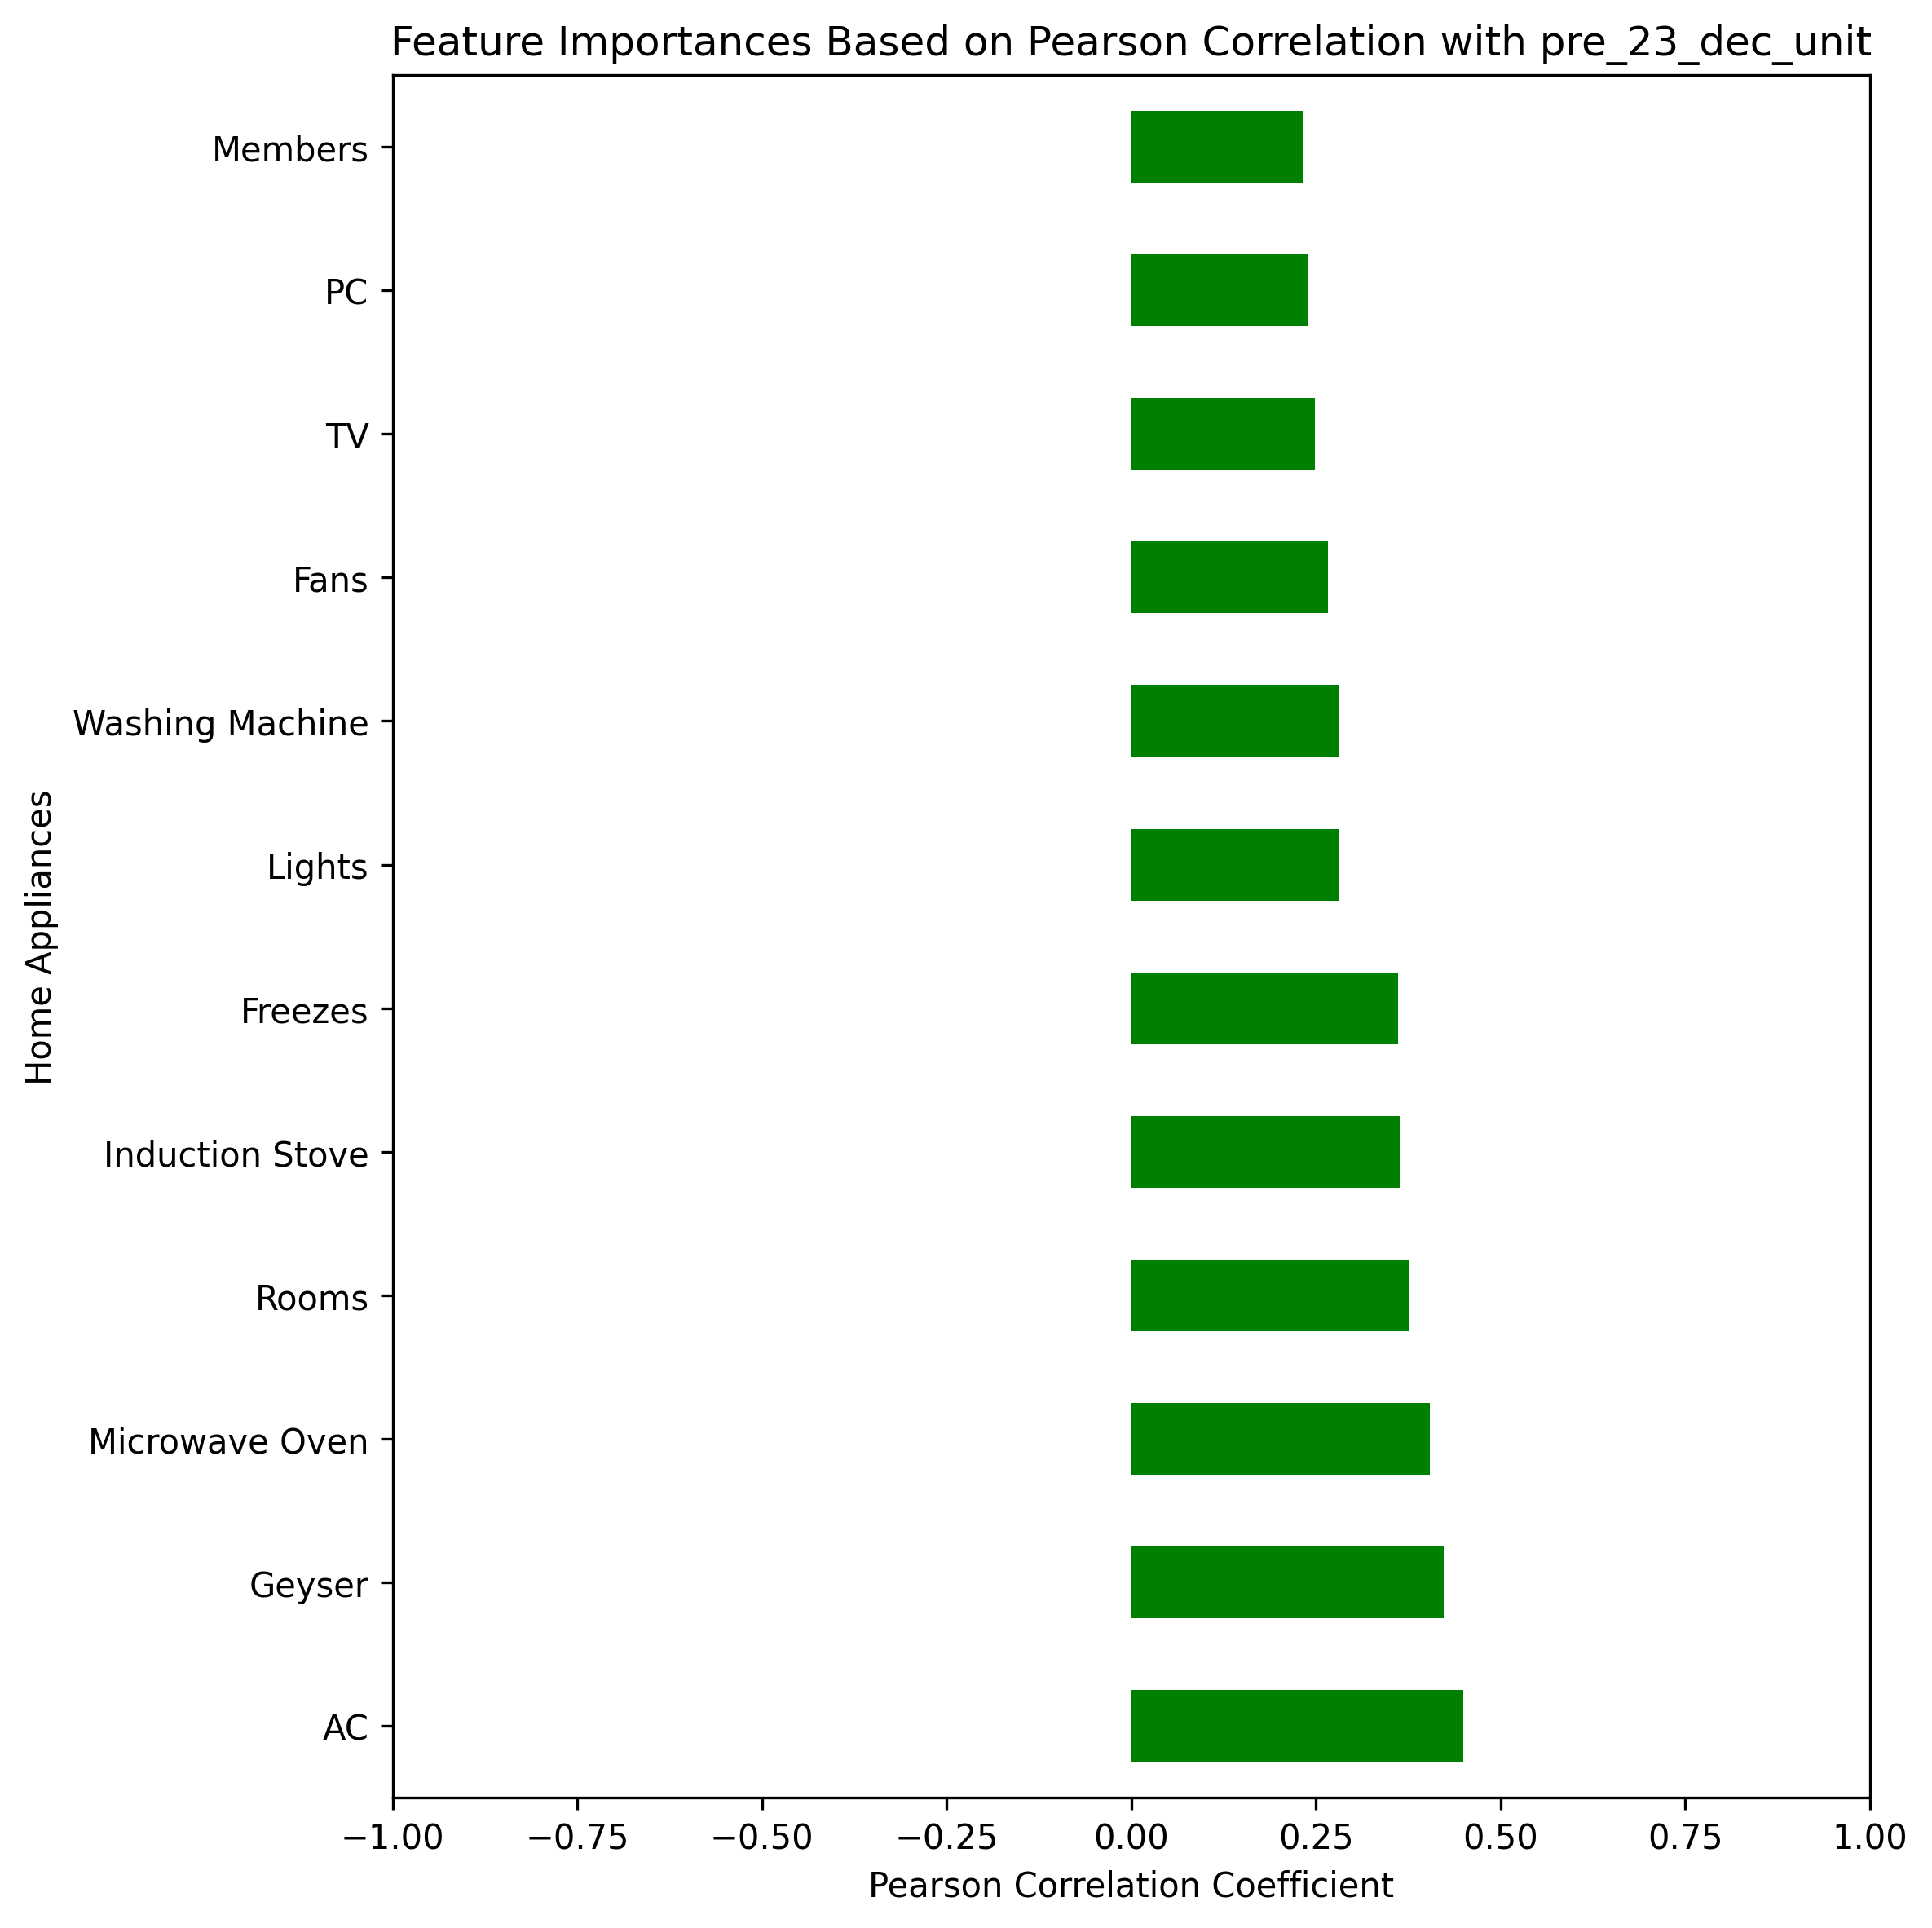 Feature Importances Based on Pearson Correlation with pre_23_dec_unit
Members
PC
TV
Fans
Washing Machine
Lights
Freezes
Induction Stove
Rooms
Microwave Oven
Geyser
AC
Home Appliances
−1.00 −0.75 −0.50 −0.25 0.00 0.25 0.50 0.75 1.00
Pearson Correlation Coefficient